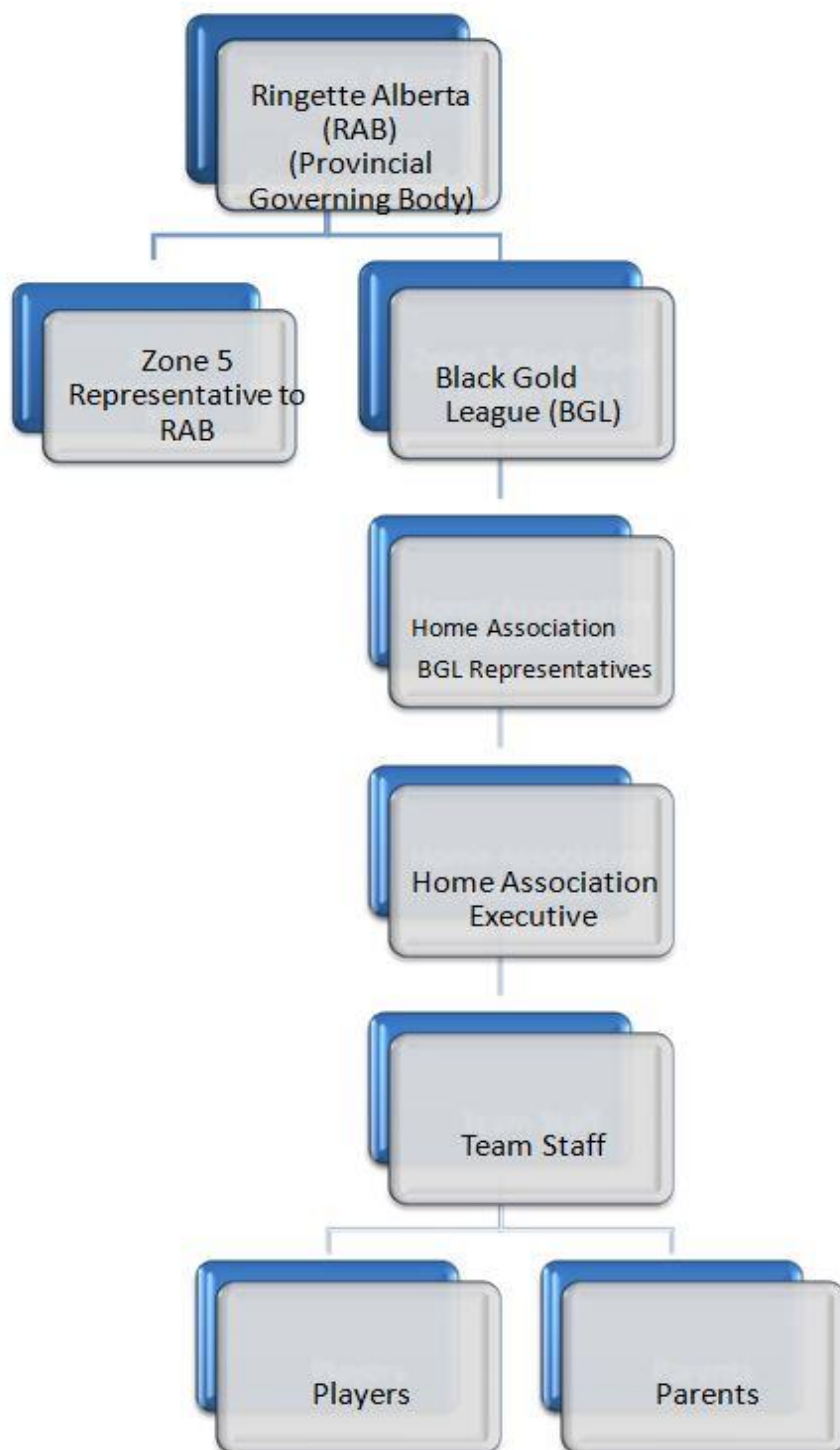 Ringette Alberta
(RAB)
(Provincial
Governing Body)
Zone 5
Representative to
RAB
Black Gold
League (BGL)
Home Association
BGL Representatives
Home Association
Executive
Team Staff
Players
Parents